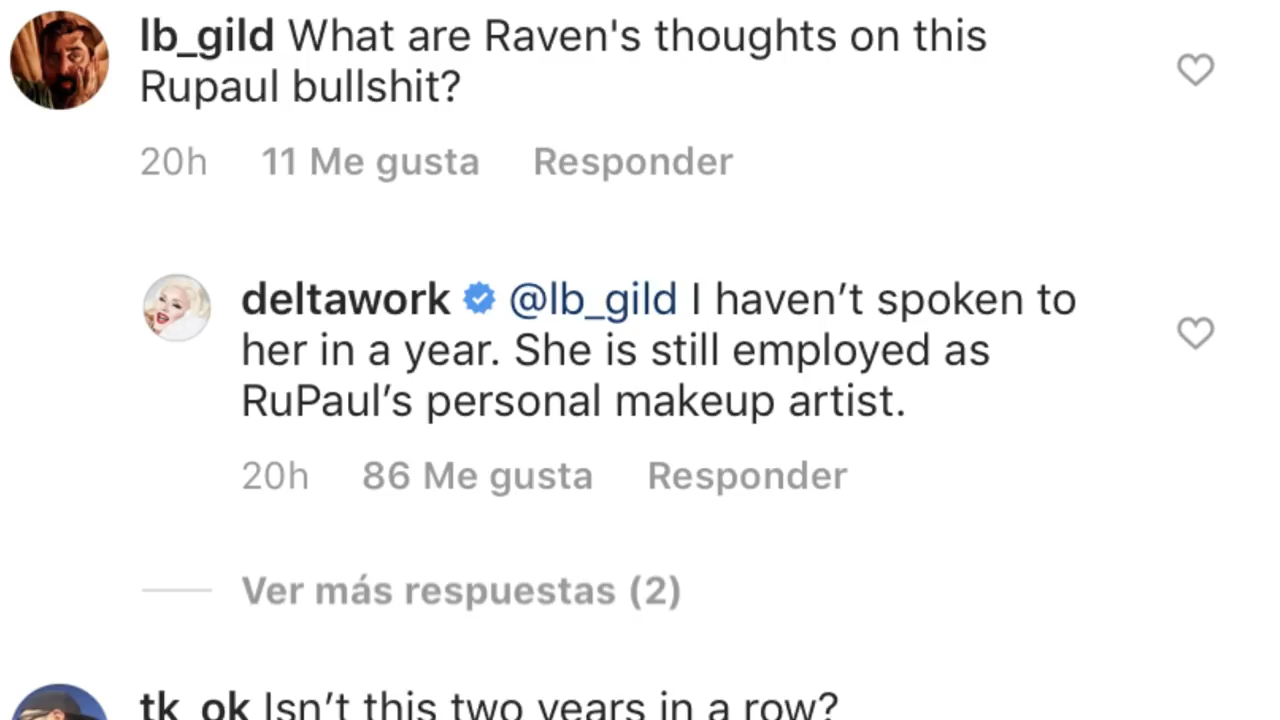 lb_gild What are Raven's thoughts on this
Rupaul bullshit?
20h 11 Me gusta Responder
deltawork @lb_gild I haven’t spoken to
her in a year. She is still employed as
RuPaul’s personal makeup artist.
20h 86 Me gusta Responder
Ver más respuestas (2)
tk_ok Isn’t this two years in a row?